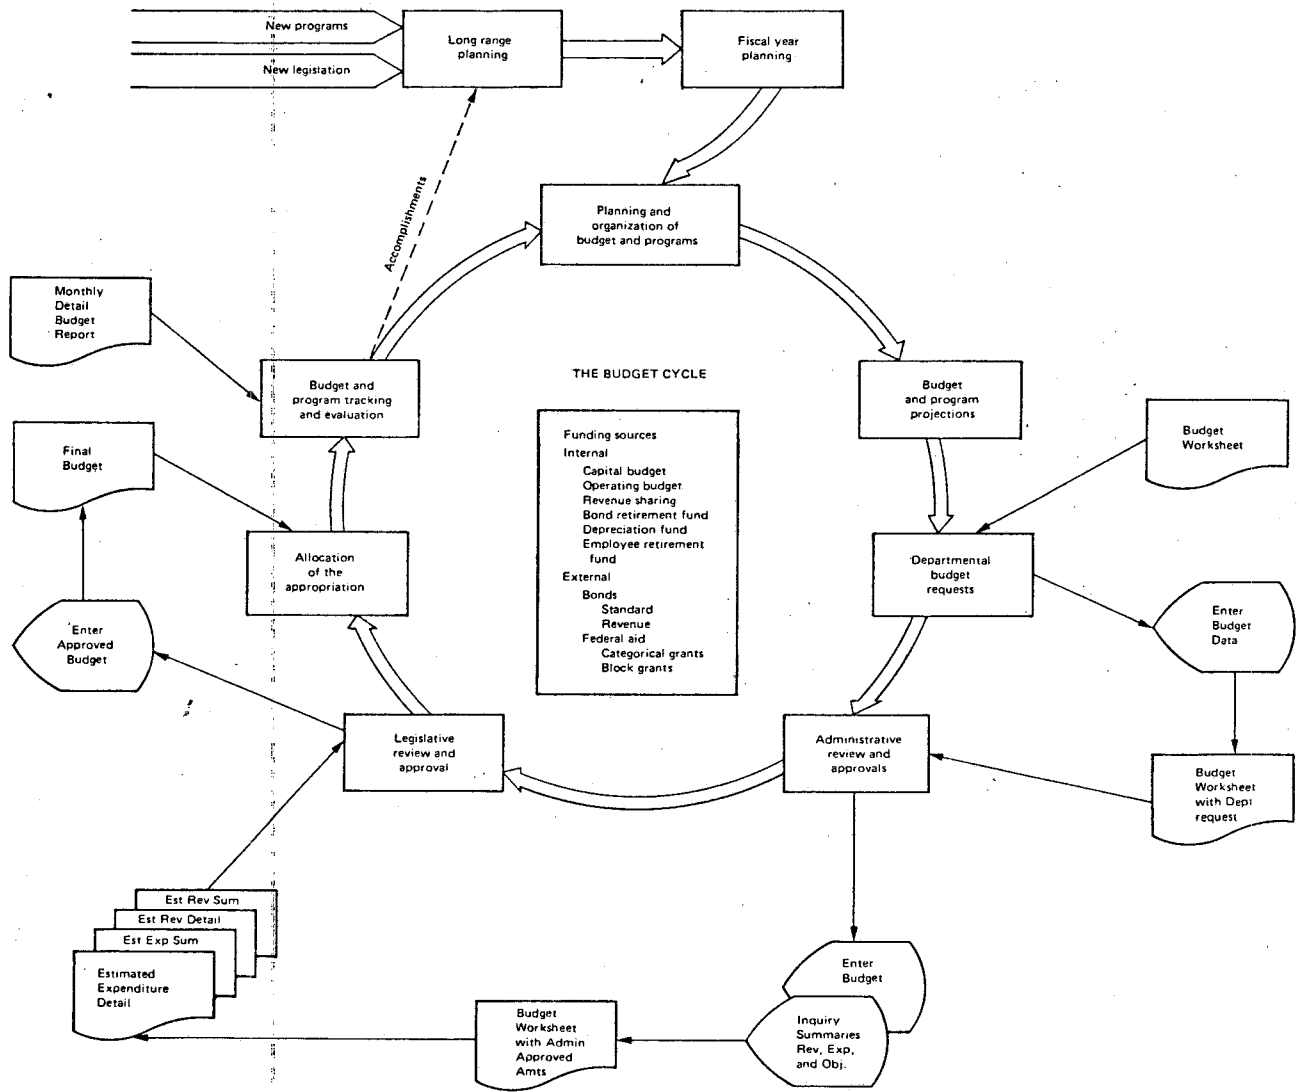 New programs
New legislation
Long range
planning
Fiscal year
planning
Accomplishments
Planning and
organization of
budget and programs
Monthly
Detail
Budget
Report
Budget and
program tracking
and evaluation
THE BUDGET CYCLE
Budget
and program
projections
Final
Budget
Budget
Worksheet
Funding sources
Internal
Capital budget
Operating budget
Revenue sharing
Bond retirement fund
Depreciation fund
Employee retirement
fund
External
Bonds
Standard
Revenue
Federal aid
Categorical grants
Block grants
Allocation
of the
appropriation
Departmental
budget
requests
Enter
Approved
Budget
Enter
Budget
Data
Legislative
review and
approval
Administrative
review and
approvals
Budget
Worksheet
with Dept
request
Est Rev Sum
Est Rev Detail
Est Exp Sum
Estimated
Expenditure
Detail
Budget
Worksheet
with Admin
Approved
Amts
Enter
Budget
Inquiry
Summaries
Rev, Exp,
and Obj.